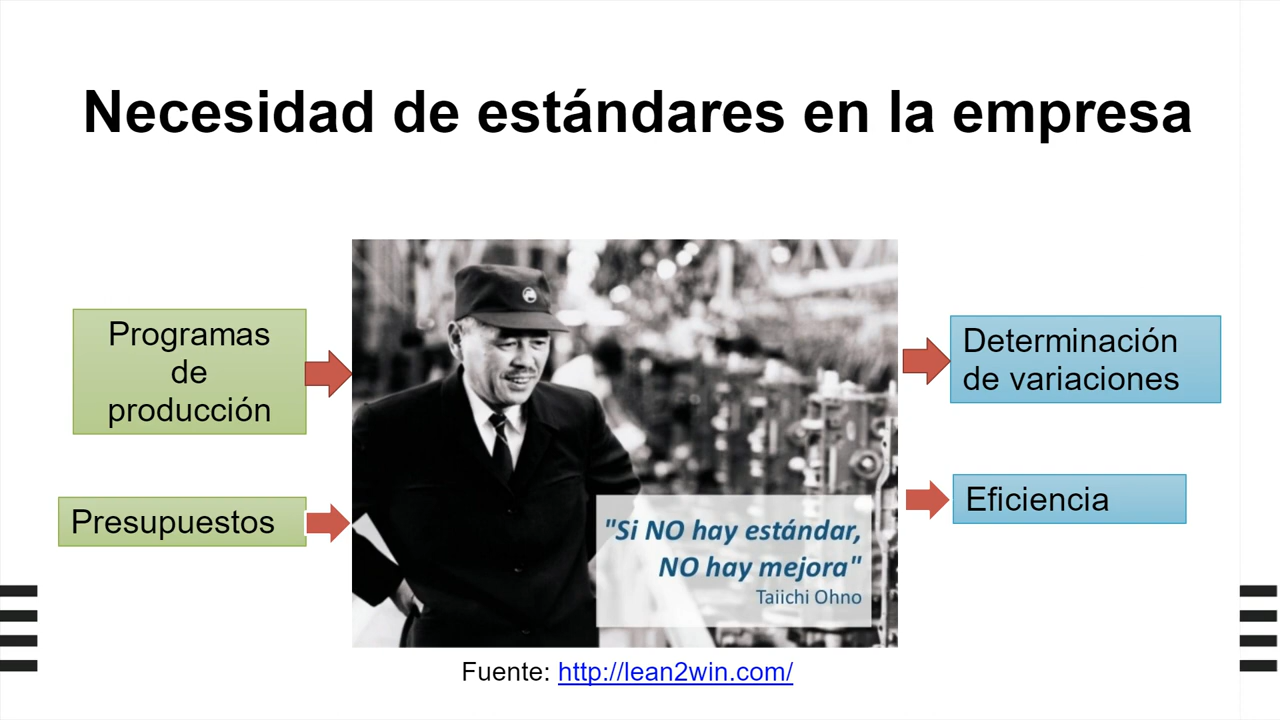 Necesidad de estándares en la empresa
Programas
de
producción
Presupuestos
"Si NO hay estándar,
NO hay mejora"
Taiichi Ohno
Determinación
de variaciones
Eficiencia
Fuente: http://lean2win.com/